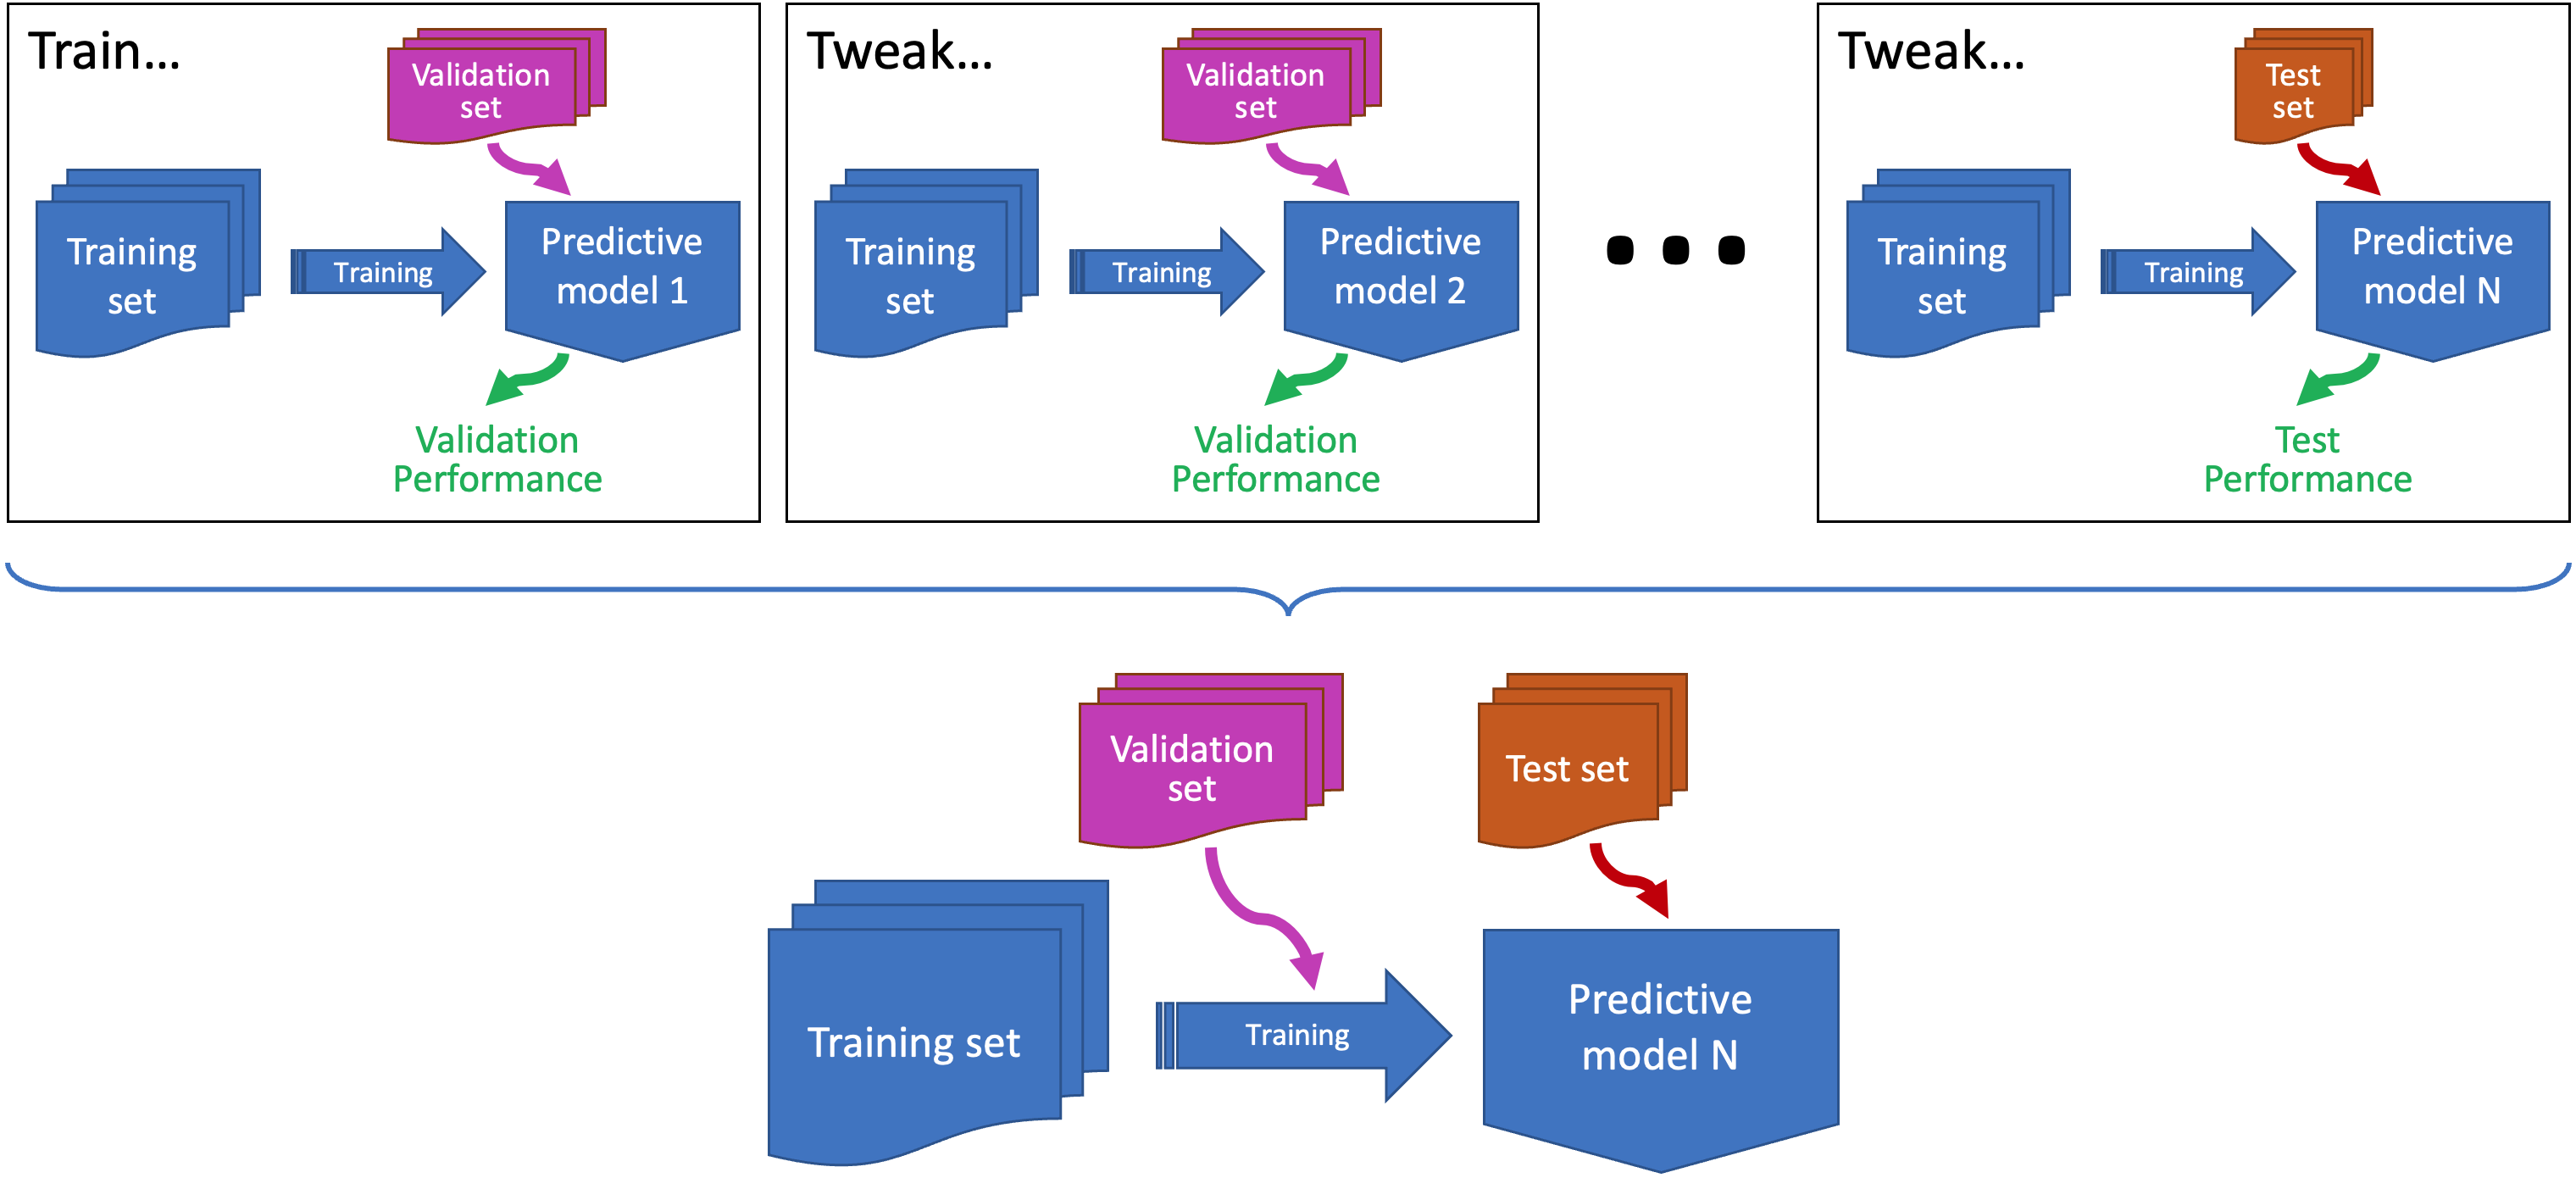 Train...
Validation
set
Training
set
Training
Predictive
model 1
Validation
Performance
Tweak...
Validation
set
Training
set
Training
Predictive
model 2
Validation
Performance
...
Tweak...
Test
set
Training
set
Training
Predictive
model N
Test
Performance
Validation
set
Test set
Training set
Training
Predictive
model N